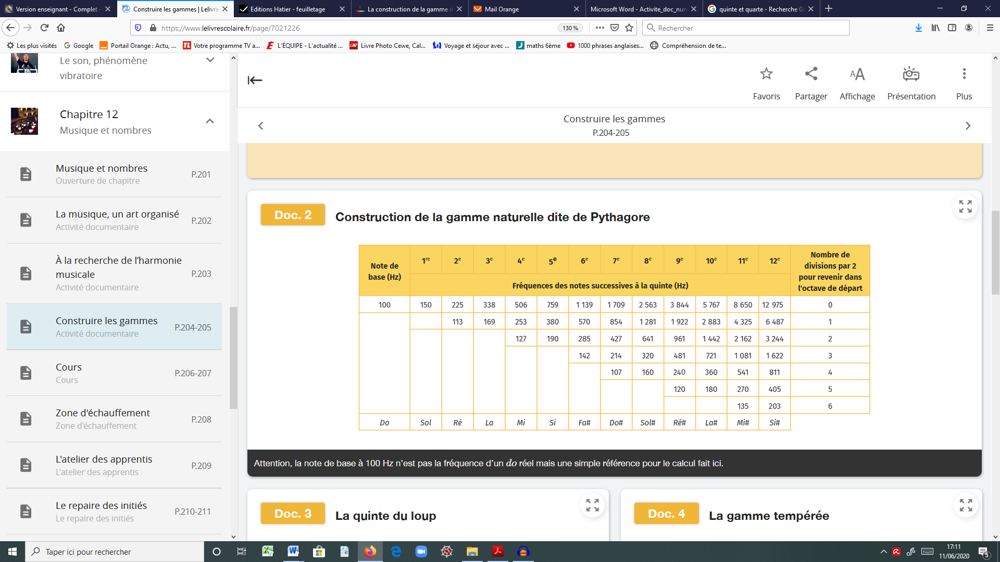 Version enseignant - Complet -
Construire les gammes | Lelivre
Editions Hatier - feuilletage
La construction de la gamme d
Mail Orange
Microsoft Word - Activite_doc_num
quinte et quarte - Recherche Go
https://www.lelivrescolaire.fr/page/7021226
130 %
Rechercher
Les plus visités
Google
Portail Orange : Actu, ...
Votre programme TV a...
L'ÉQUIPE - L'actualité ...
Livre Photo Cewe, Cal...
Voyage et séjour avec ...
maths 6ème
1000 phrases anglaises...
Compréhension de te...
Le son, phénomène
vibratoire
Chapitre 12
Musique et nombres
Musique et nombres
Ouverture de chapitre
P.201
La musique, un art organisé
Activité documentaire
P.202
À la recherche de l'harmonie
musicale
Activité documentaire
P.203
Construire les gammes
Activité documentaire
P.204-205
Cours
Cours
P.206-207
Zone d'échauffement
Zone d'échauffement
P.208
L'atelier des apprentis
L'atelier des apprentis
P.209
Le repaire des initiés
Le repaire des initiés
P.210-211
Favoris
Partager
AA
Affichage
Présentation
Plus
Construire les gammes
P.204-205
Doc. 2
Construction de la gamme naturelle dite de Pythagore
Note de base (Hz) 1re 2e 3e 4e 5e 6e 7e 8e 9e 10e 11e 12e Nombre de divisions par 2 pour revenir dans l'octave de départ
Fréquences des notes successives à la quinte (Hz)
100 150 225 338 506 759 1 139 1 709 2 563 3 844 5 767 8 650 12 975 0
113 169 253 380 570 854 1 281 1 922 2 883 4 325 6 487 1
127 190 285 427 641 961 1 442 2 162 3 244 2
142 214 320 481 721 1 081 1 622 3
107 160 240 360 541 811 4
120 180 270 405 5
135 203 6
Do Sol Ré La Mi Si Fa# Do# Sol# Ré# La# Mi# Si#
Attention, la note de base à 100 Hz n'est pas la fréquence d'un do réel mais une simple référence pour le calcul fait ici.
Doc. 3
La quinte du loup
Doc. 4
La gamme tempérée
Taper ici pour rechercher
17:11
11/06/2020
5